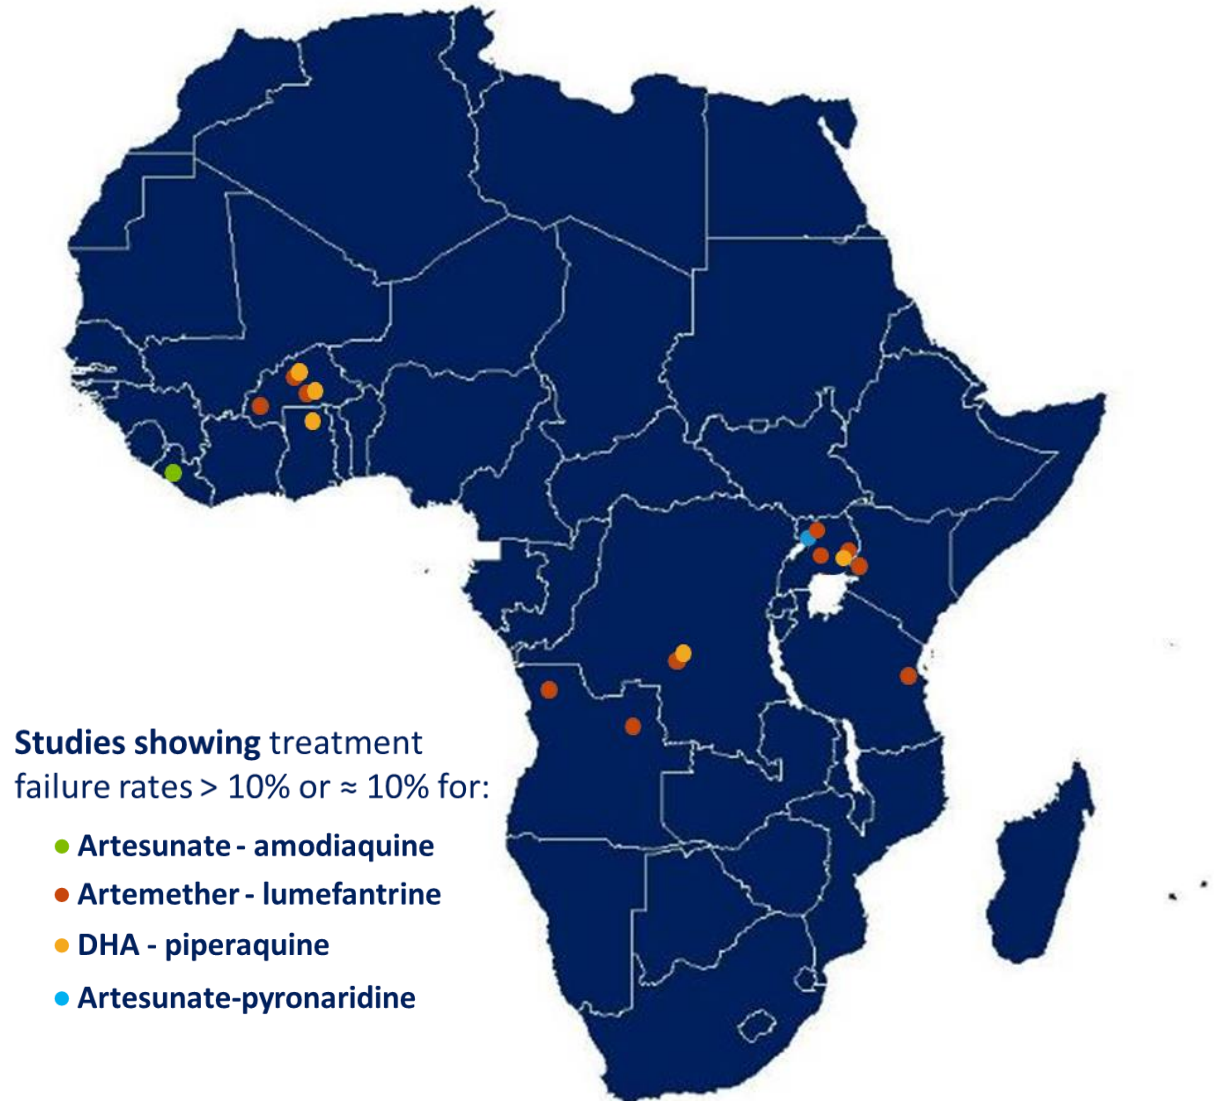 Studies showing treatment
failure rates > 10% or ≈ 10% for:
Artesunate - amodiaquine
Artemether - lumefantrine
DHA - piperaquine
Artesunate-pyronaridine